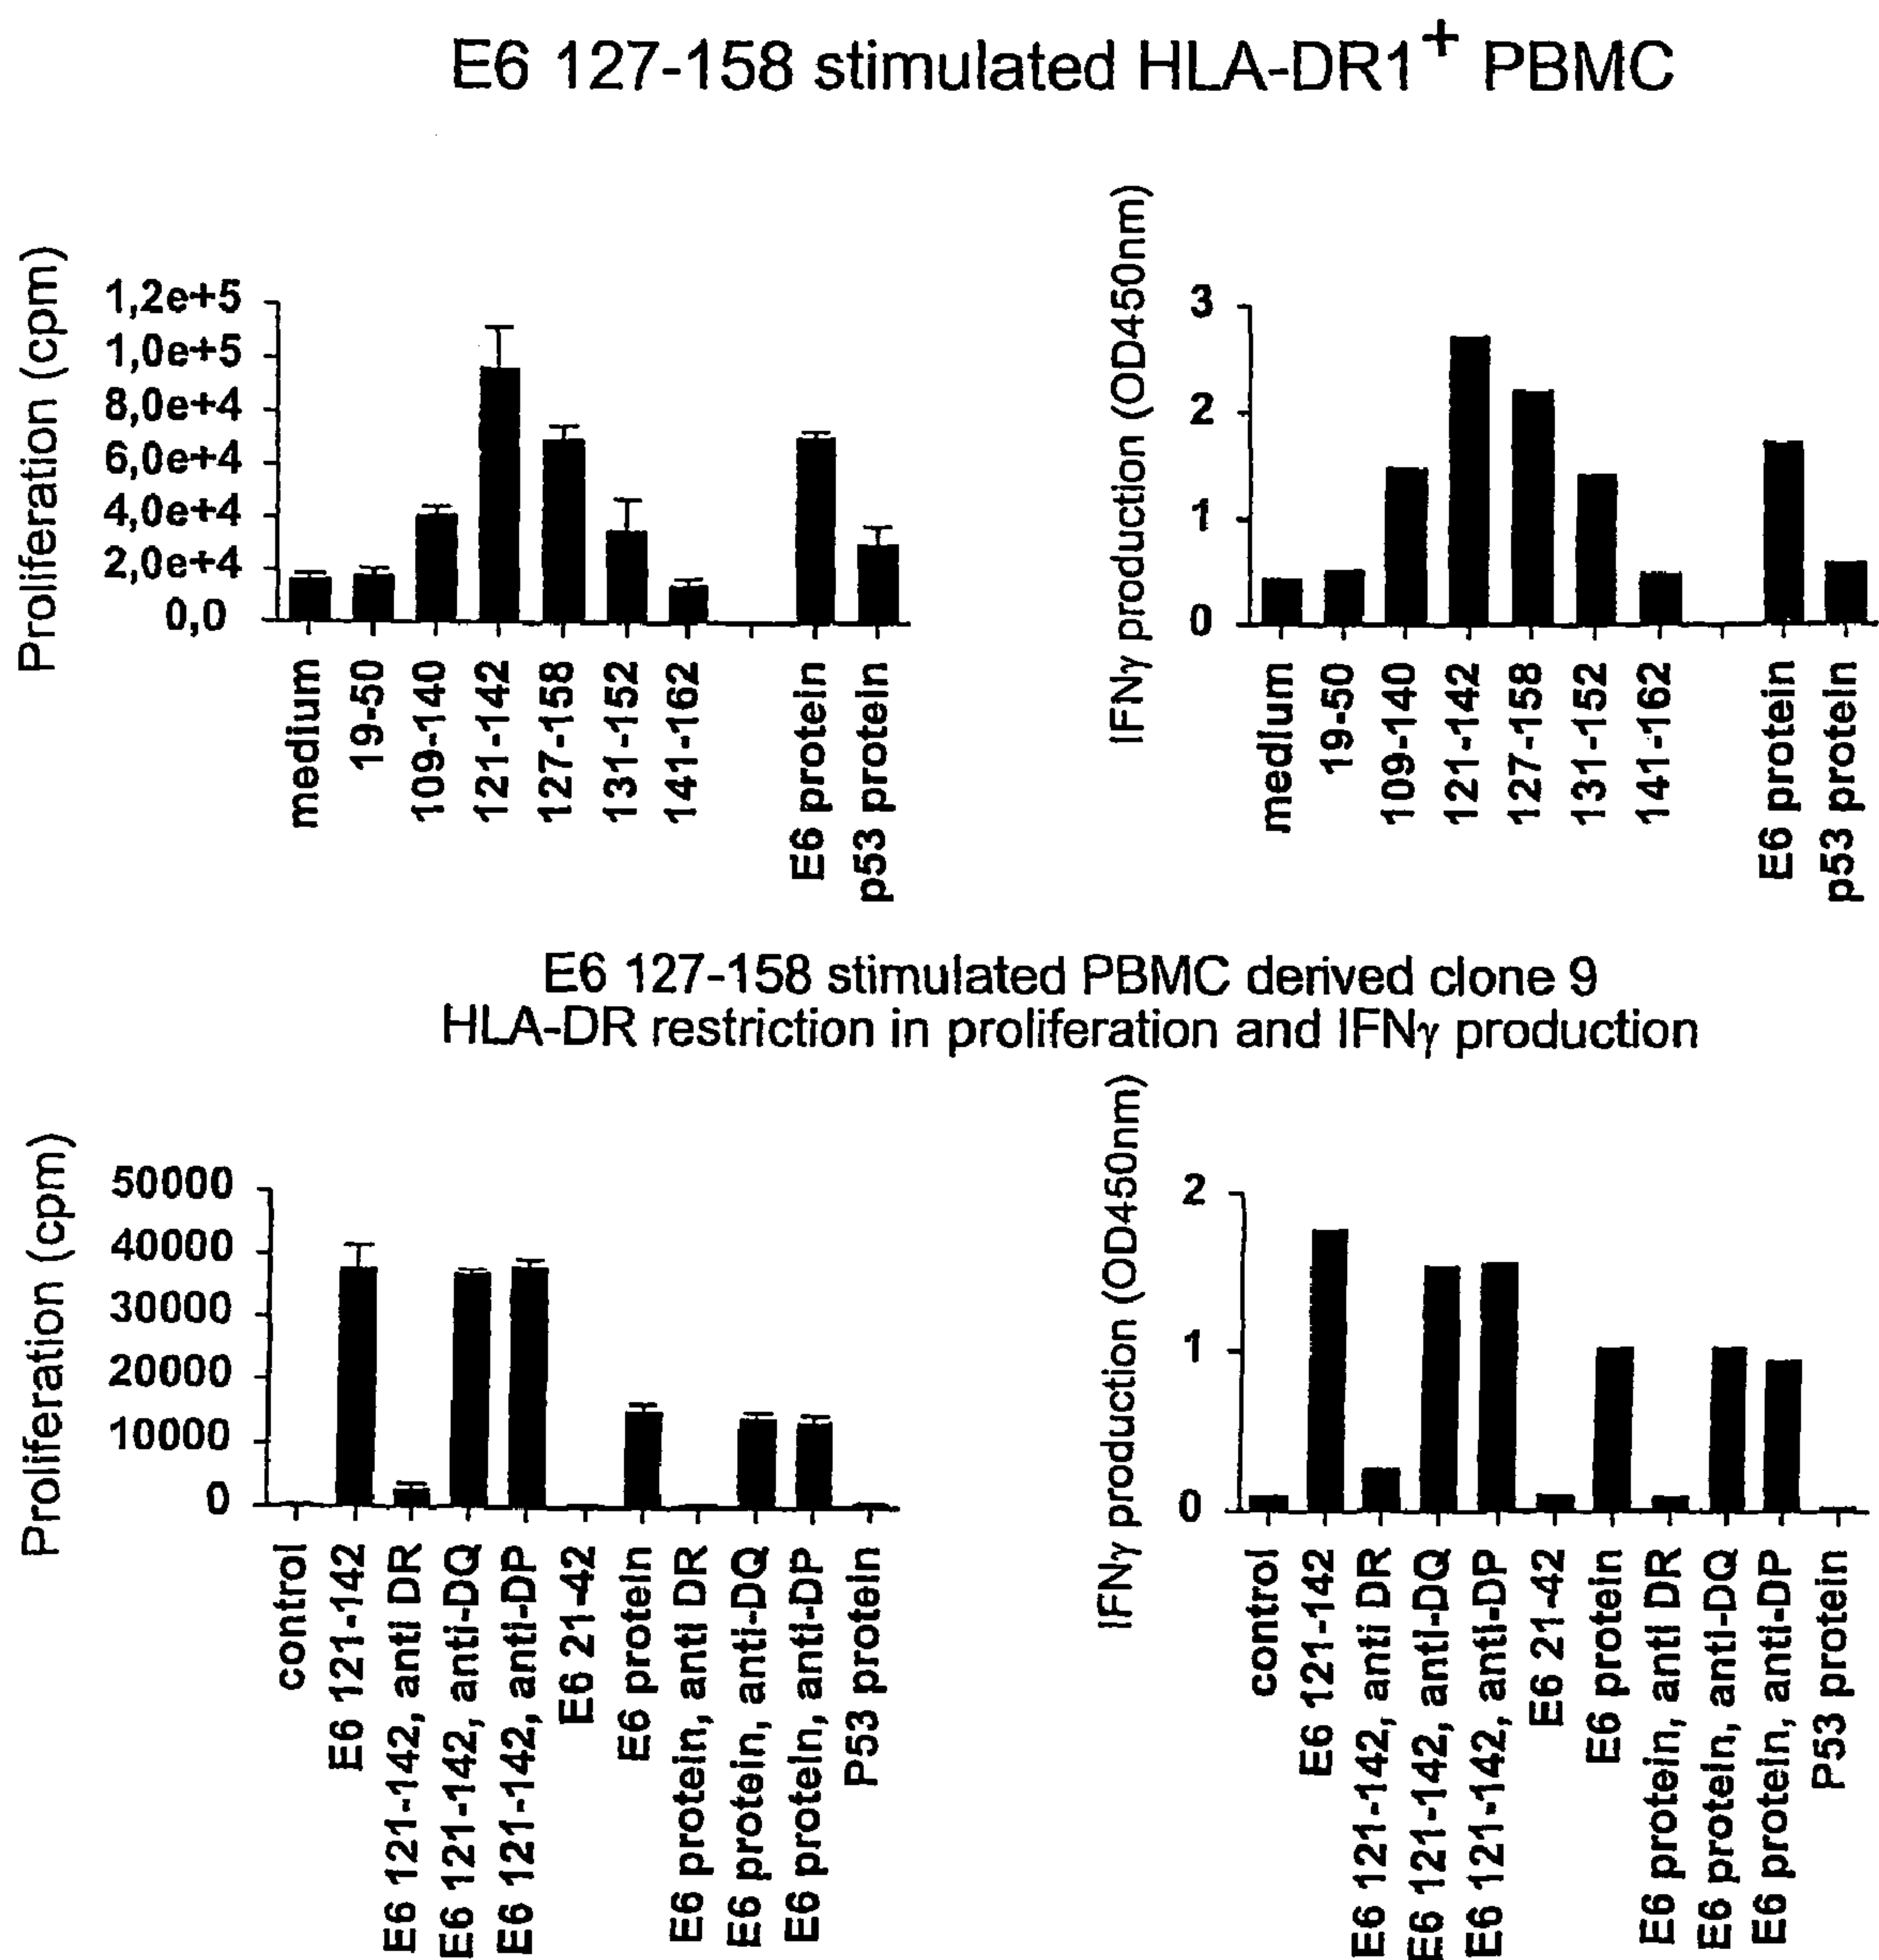 E6 127-158 stimulated HLA-DR1+ PBMC
Proliferation (cpm)
1,2e+5
1,0e+5
8,0e+4
6,0e+4
4,0e+4
2,0e+4
0,0
medium
19-50
109-140
121-142
127-158
131-152
141-162
E6 protein
p53 protein
IFNγ production (OD450nm)
3
2
1
0
medium
19-50
109-140
121-142
127-158
131-152
141-162
E6 protein
p53 protein
E6 127-158 stimulated PBMC derived clone 9
HLA-DR restriction in proliferation and IFNγ production
Proliferation (cpm)
50000
40000
30000
20000
10000
0
control
E6 121-142
E6 121-142, anti DR
E6 121-142, anti-DQ
E6 121-142, anti-DP
E6 21-42
E6 protein
E6 protein, anti DR
E6 protein, anti-DQ
E6 protein, anti-DP
P53 protein
IFNγ production (OD450nm)
2
1
0
control
E6 121-142
E6 121-142, anti DR
E6 121-142, anti-DQ
E6 121-142, anti-DP
E6 21-42
E6 protein
E6 protein, anti DR
E6 protein, anti-DQ
E6 protein, anti-DP
P53 protein